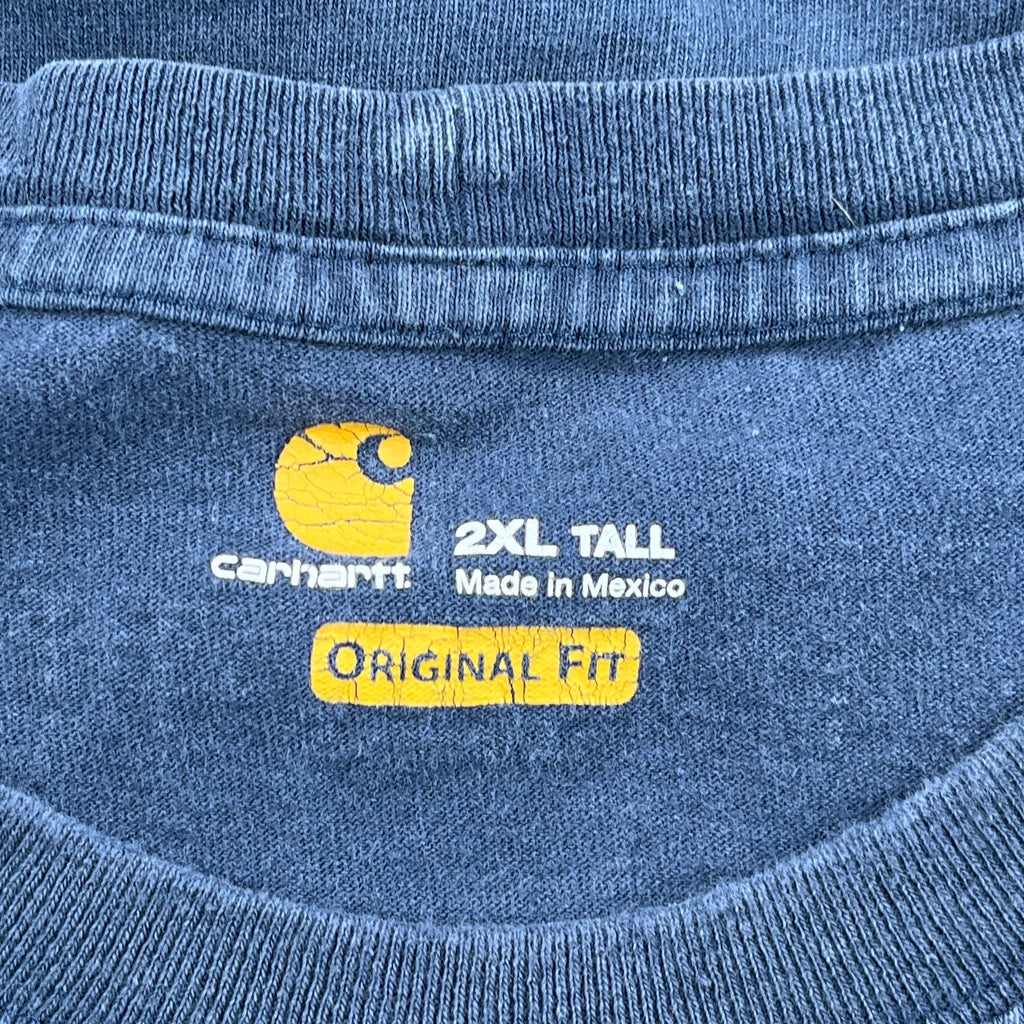 carhartt
2XL TALL
Made in Mexico
ORIGINAL FIT